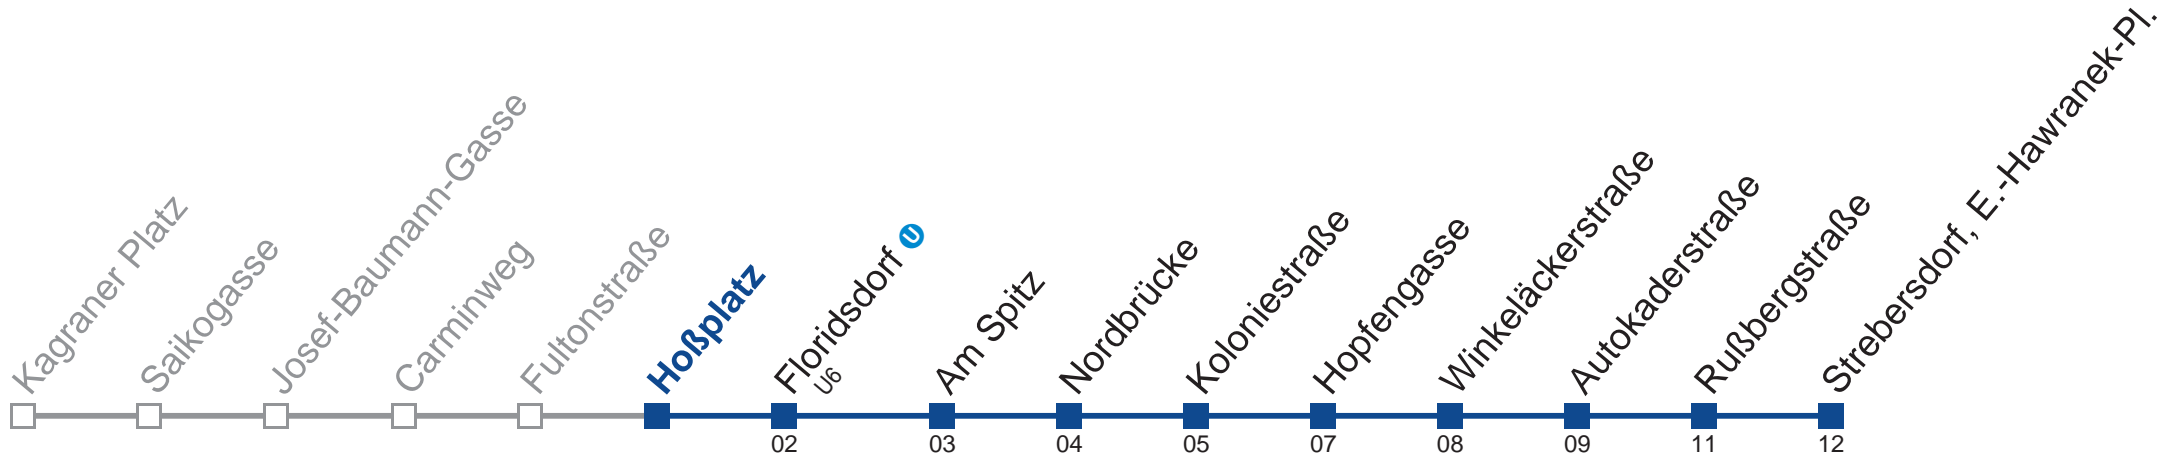 Kagraner Platz
Saikogasse
Josef-Baumann-Gasse
Carminweg
Fultonstraße
Hoßplatz
Floridsdorf U
U6
Am Spitz
Nordbrücke
Koloniestraße
Hopfengasse
Winkeläckerstraße
Autokaderstraße
Rußbergstraße
Strebersdorf, E.-Hawranek-Pl.
02 03 04 05 07 08 09 11 12